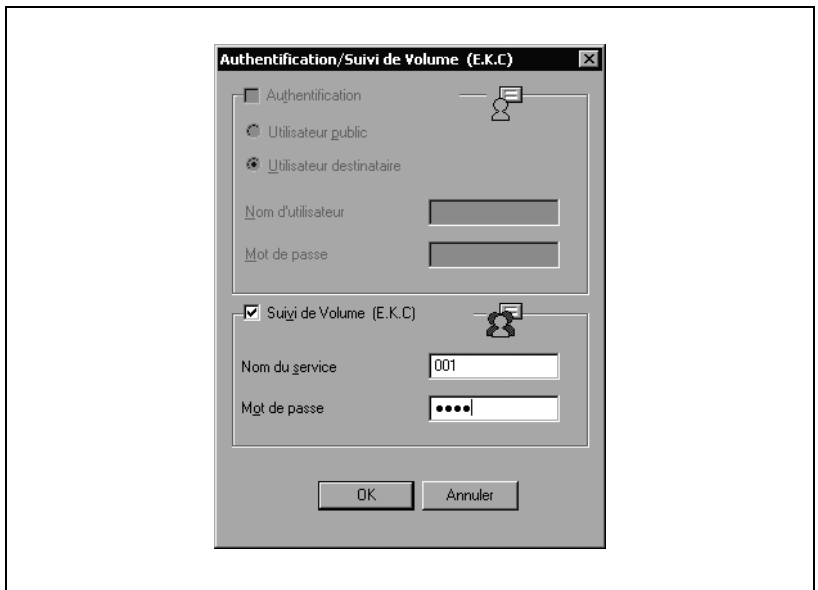 Authentification/Suivi de Volume (E.K.C)
Authentification
Utilisateur public
Utilisateur destinataire
Nom d'utilisateur
Mot de passe
Suivi de Volume (E.K.C)
Nom du service 001
Mot de passe ●●●●
OK Annuler